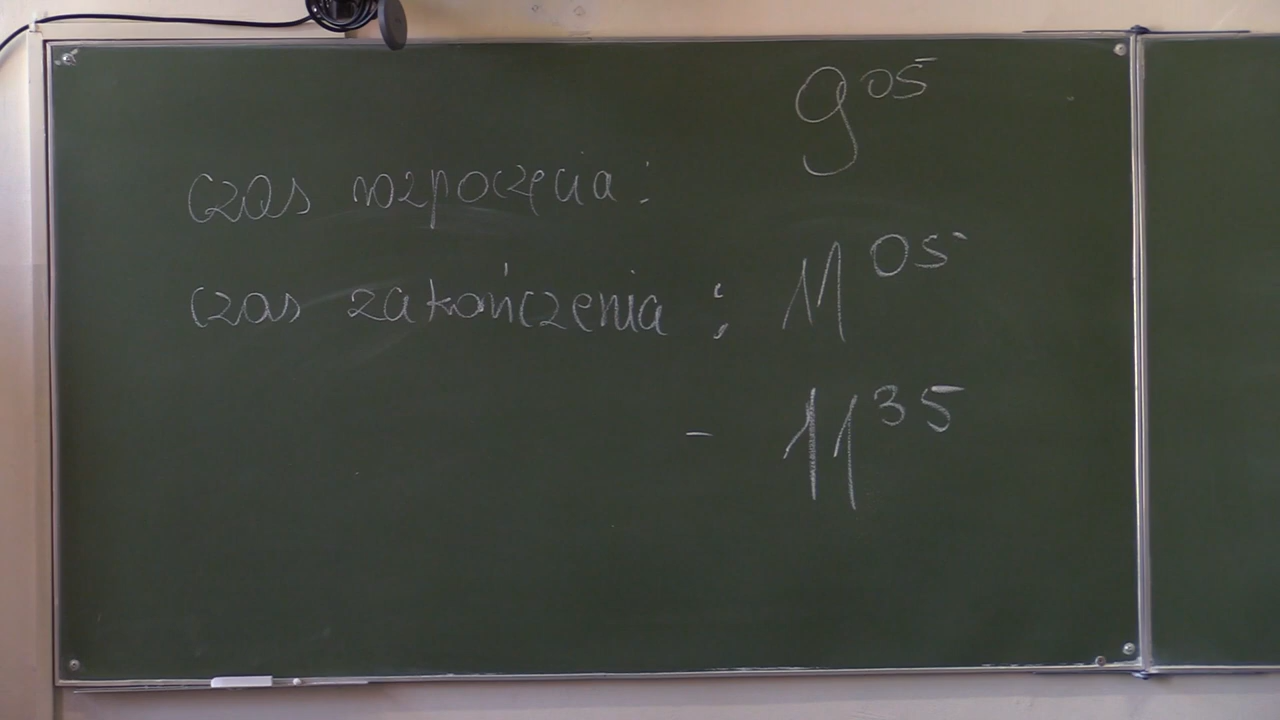 czas rozpoczęcia: 9⁰⁵
czas zakończenia: 11⁰⁵
- 11³⁵